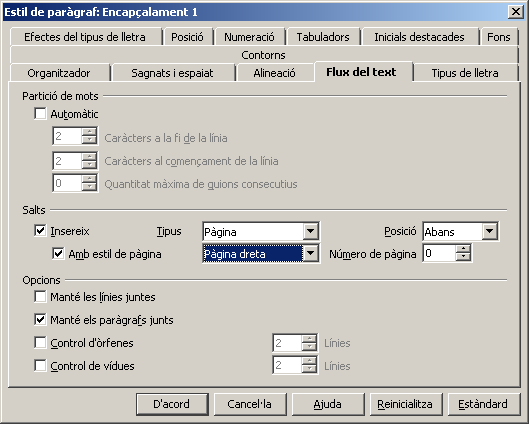 Estil de paràgraf: Encapçalament 1
Efectes del tipus de lletra Posició Numeració Tabuladors Inicials destacades Fons
Contorns
Organitzador Sagnats i espaiat Alineació Flux del text Tipus de lletra
Partició de mots
Automàtic
2 Caràcters a la fi de la línia
2 Caràcters al començament de la línia
0 Quantitat màxima de guions consecutius
Salts
Insereix Tipus Pàgina Posició Abans
Amb estil de pàgina Pàgina dreta Número de pàgina 0
Opcions
Manté les línies juntes
Manté els paràgrafs junts
Control d'òrfenes 2 Línies
Control de vídues 2 Línies
D'acord Cancel·la Ajuda Reinicialitza Estàndard